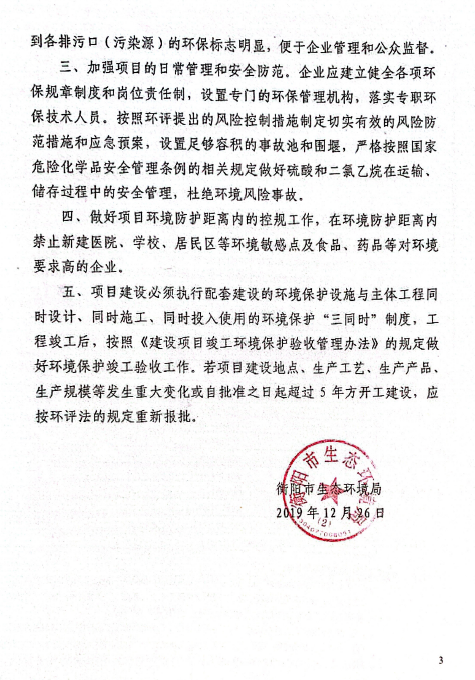 到各排污口（污染源）的环保标志明显，便于企业管理和公众监督。
三、加强项目的日常管理和安全防范。企业应建立健全各项环
保规章制度和岗位责任制，设置专门的环保管理机构，落实专职环
保技术人员。按照环评提出的风险控制措施制定切实有效的风险防
范措施和应急预案，设置足够容积的事故池和围堰，严格按照国家
危险化学品安全管理条例的相关规定做好硫酸和二氯乙烷在运输、
储存过程中的安全管理，杜绝环境风险事故。
四、做好项目环境防护距离内的控规工作，在环境防护距离内
禁止新建医院、学校、居民区等环境敏感点及食品、药品等对环境
要求高的企业。
五、项目建设必须执行配套建设的环境保护设施与主体工程同
时设计、同时施工、同时投入使用的环境保护“三同时”制度，工
程竣工后，按照《建设项目竣工环境保护验收管理办法》的规定做
好环境保护竣工验收工作。若项目建设地点、生产工艺、生产产品、
生产规模等发生重大变化或自批准之日起超过 5 年方开工建设，应
按环评法的规定重新报批。
衡阳市生态环境局
衡阳市生态环境局
2019 年 12 月 26 日
(2)
3